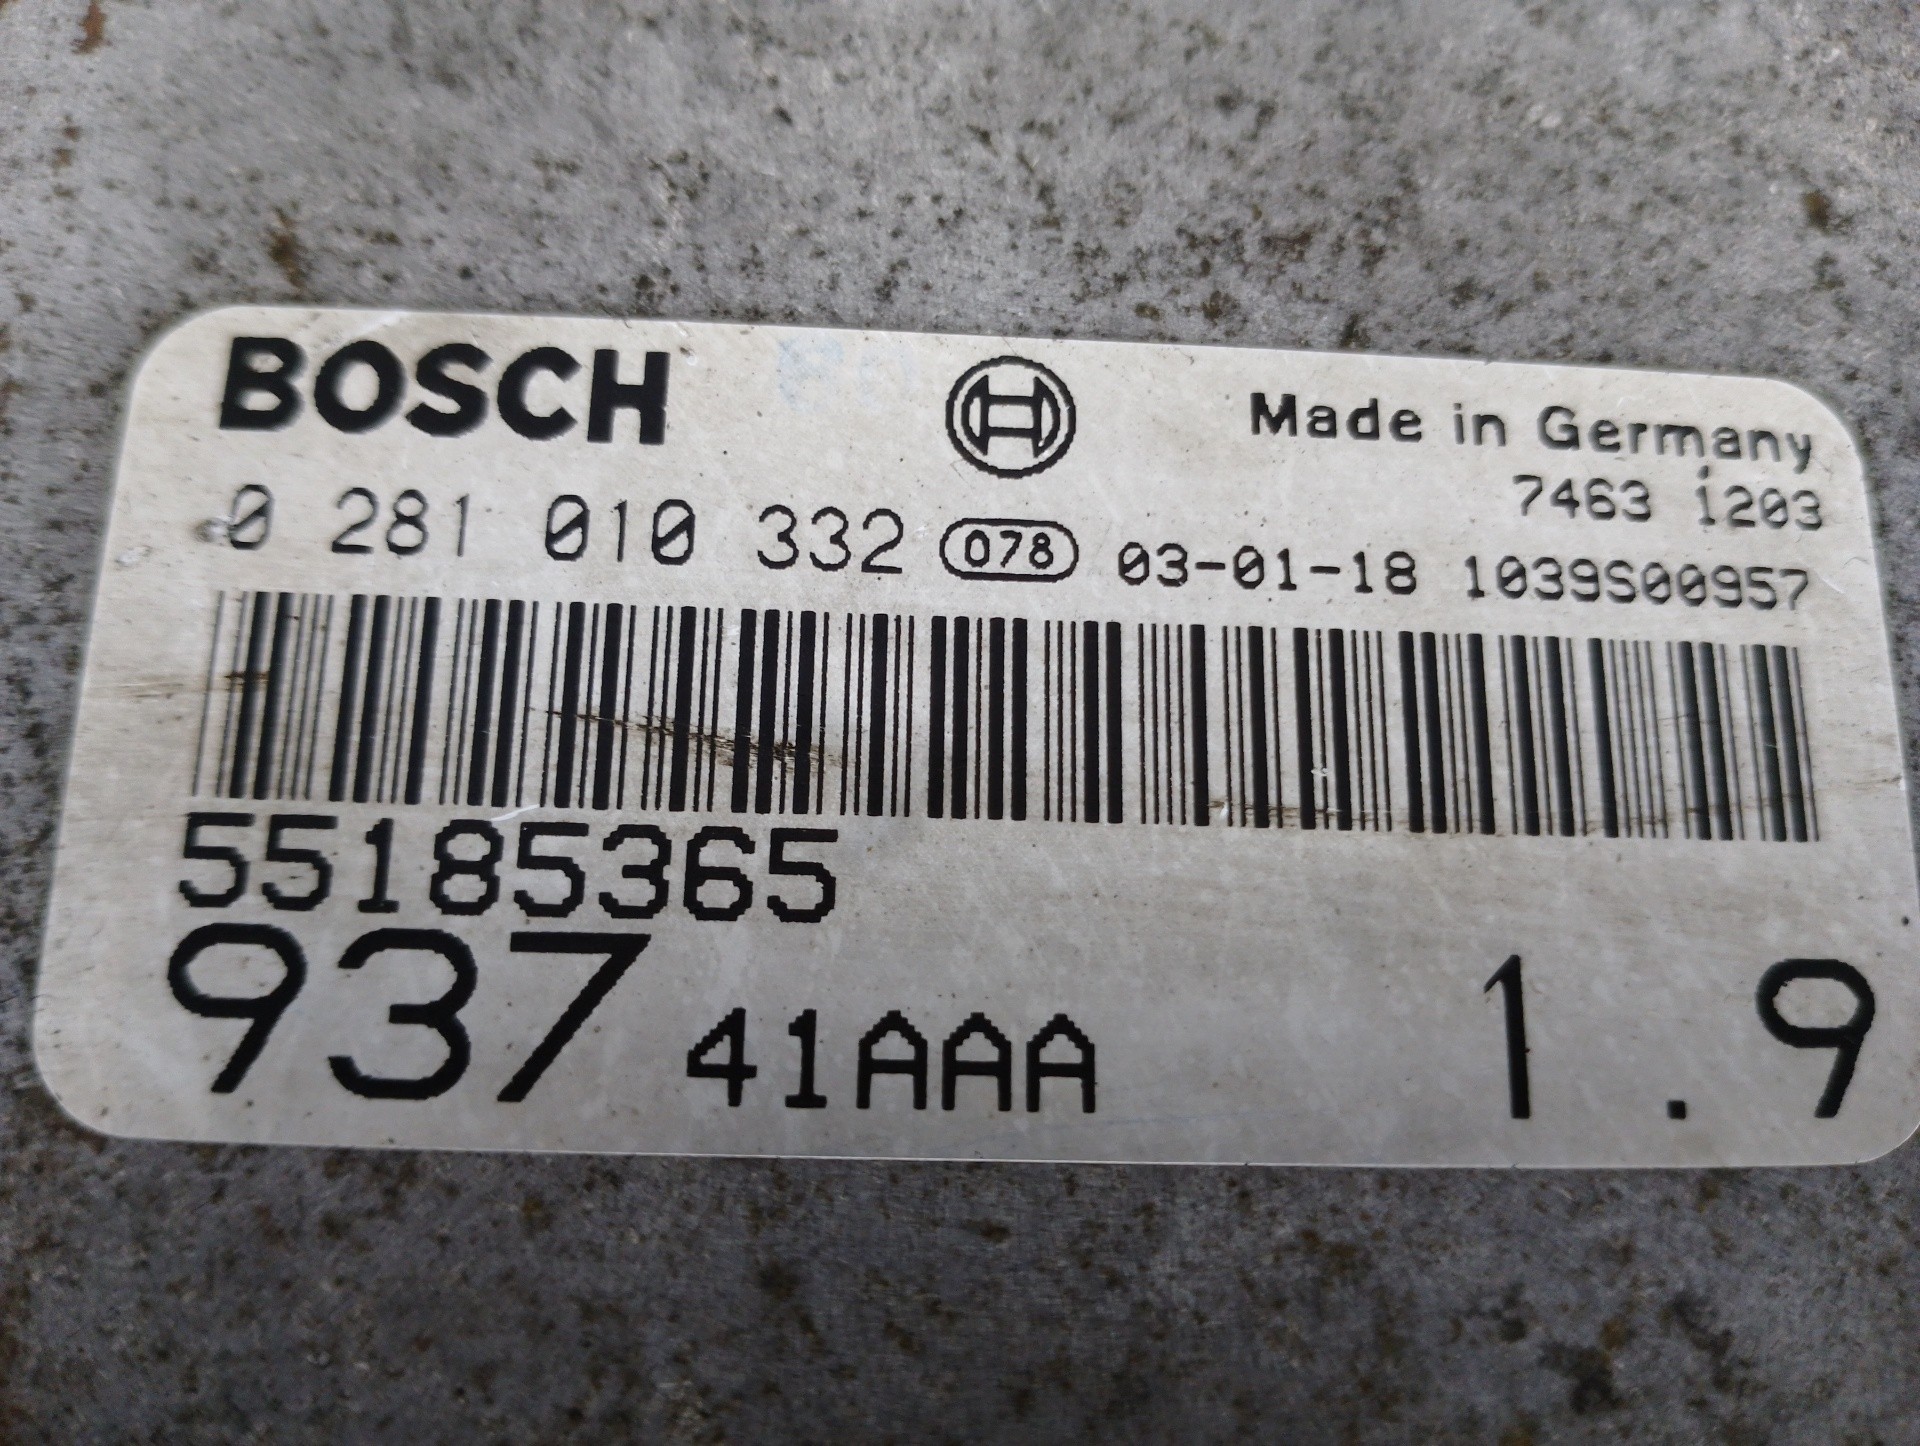 BOSCH
Made in Germany
7463 1203
0 281 010 332 078 03-01-18 1039S00957
55185365
937 41AAA 1.9